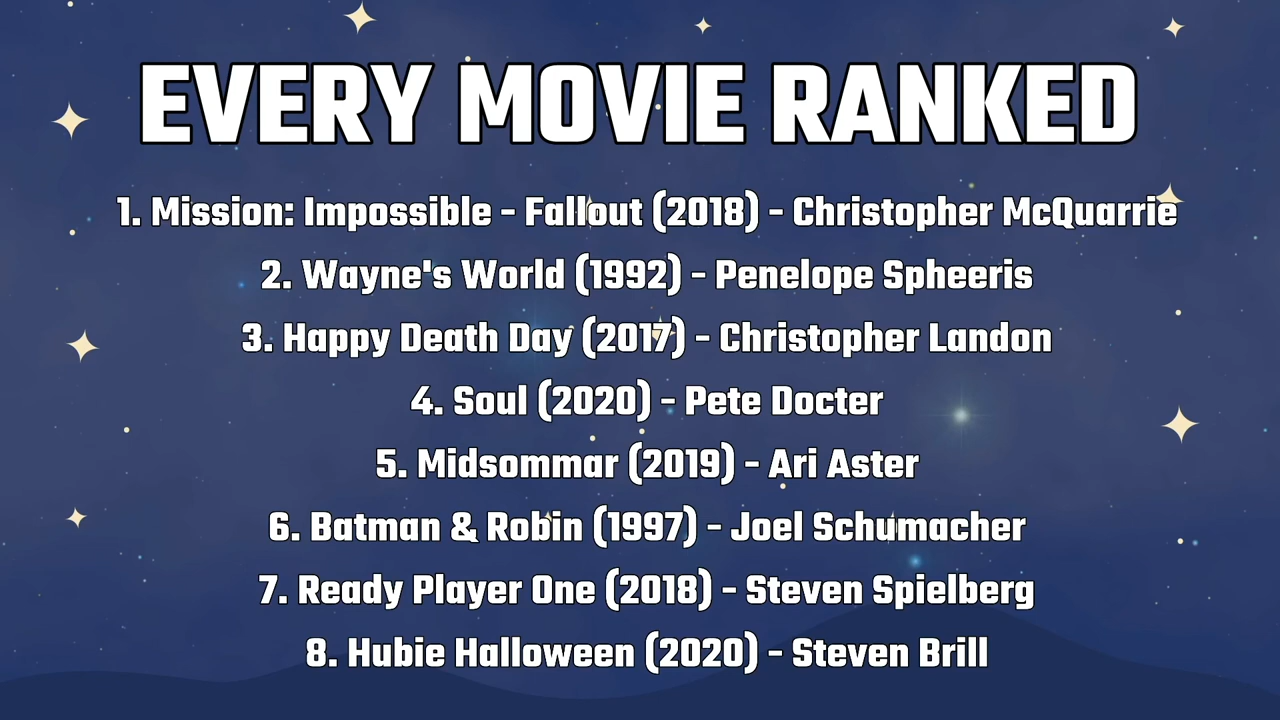 EVERY MOVIE RANKED
1. Mission: Impossible - Fallout (2018) - Christopher McQuarrie
2. Wayne's World (1992) - Penelope Spheeris
3. Happy Death Day (2017) - Christopher Landon
4. Soul (2020) - Pete Docter
5. Midsommar (2019) - Ari Aster
6. Batman & Robin (1997) - Joel Schumacher
7. Ready Player One (2018) - Steven Spielberg
8. Hubie Halloween (2020) - Steven Brill